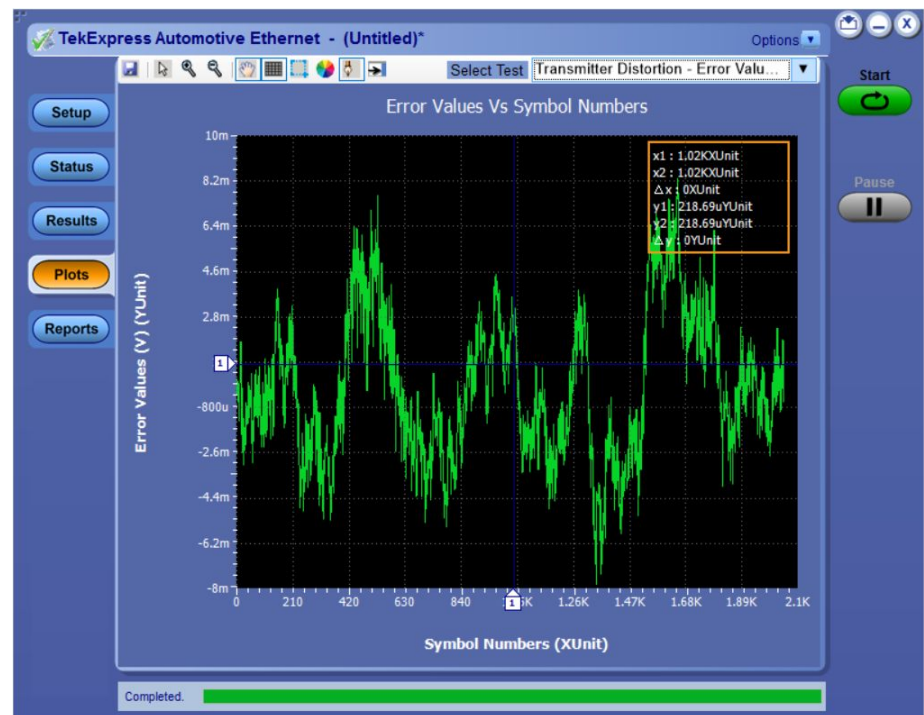 TekExpress Automotive Ethernet - (Untitled)*
Options
Select Test Transmitter Distortion - Error Valu...
Start
Pause
Setup
Status
Results
Plots
Reports
Error Values Vs Symbol Numbers
x1 : 1.02KXUnit
x2 : 1.02KXUnit
Δx : 0XUnit
y1 : 218.69uYUnit
y2 : 218.69uYUnit
Δy : 0YUnit
Error Values (V) (YUnit)
10m
8.2m
6.4m
4.6m
2.8m
1
-800u
-2.6m
-4.4m
-6.2m
-8m
0 210 420 630 840 1 1.26K 1.47K 1.68K 1.89K 2.1K
Symbol Numbers (XUnit)
Completed.